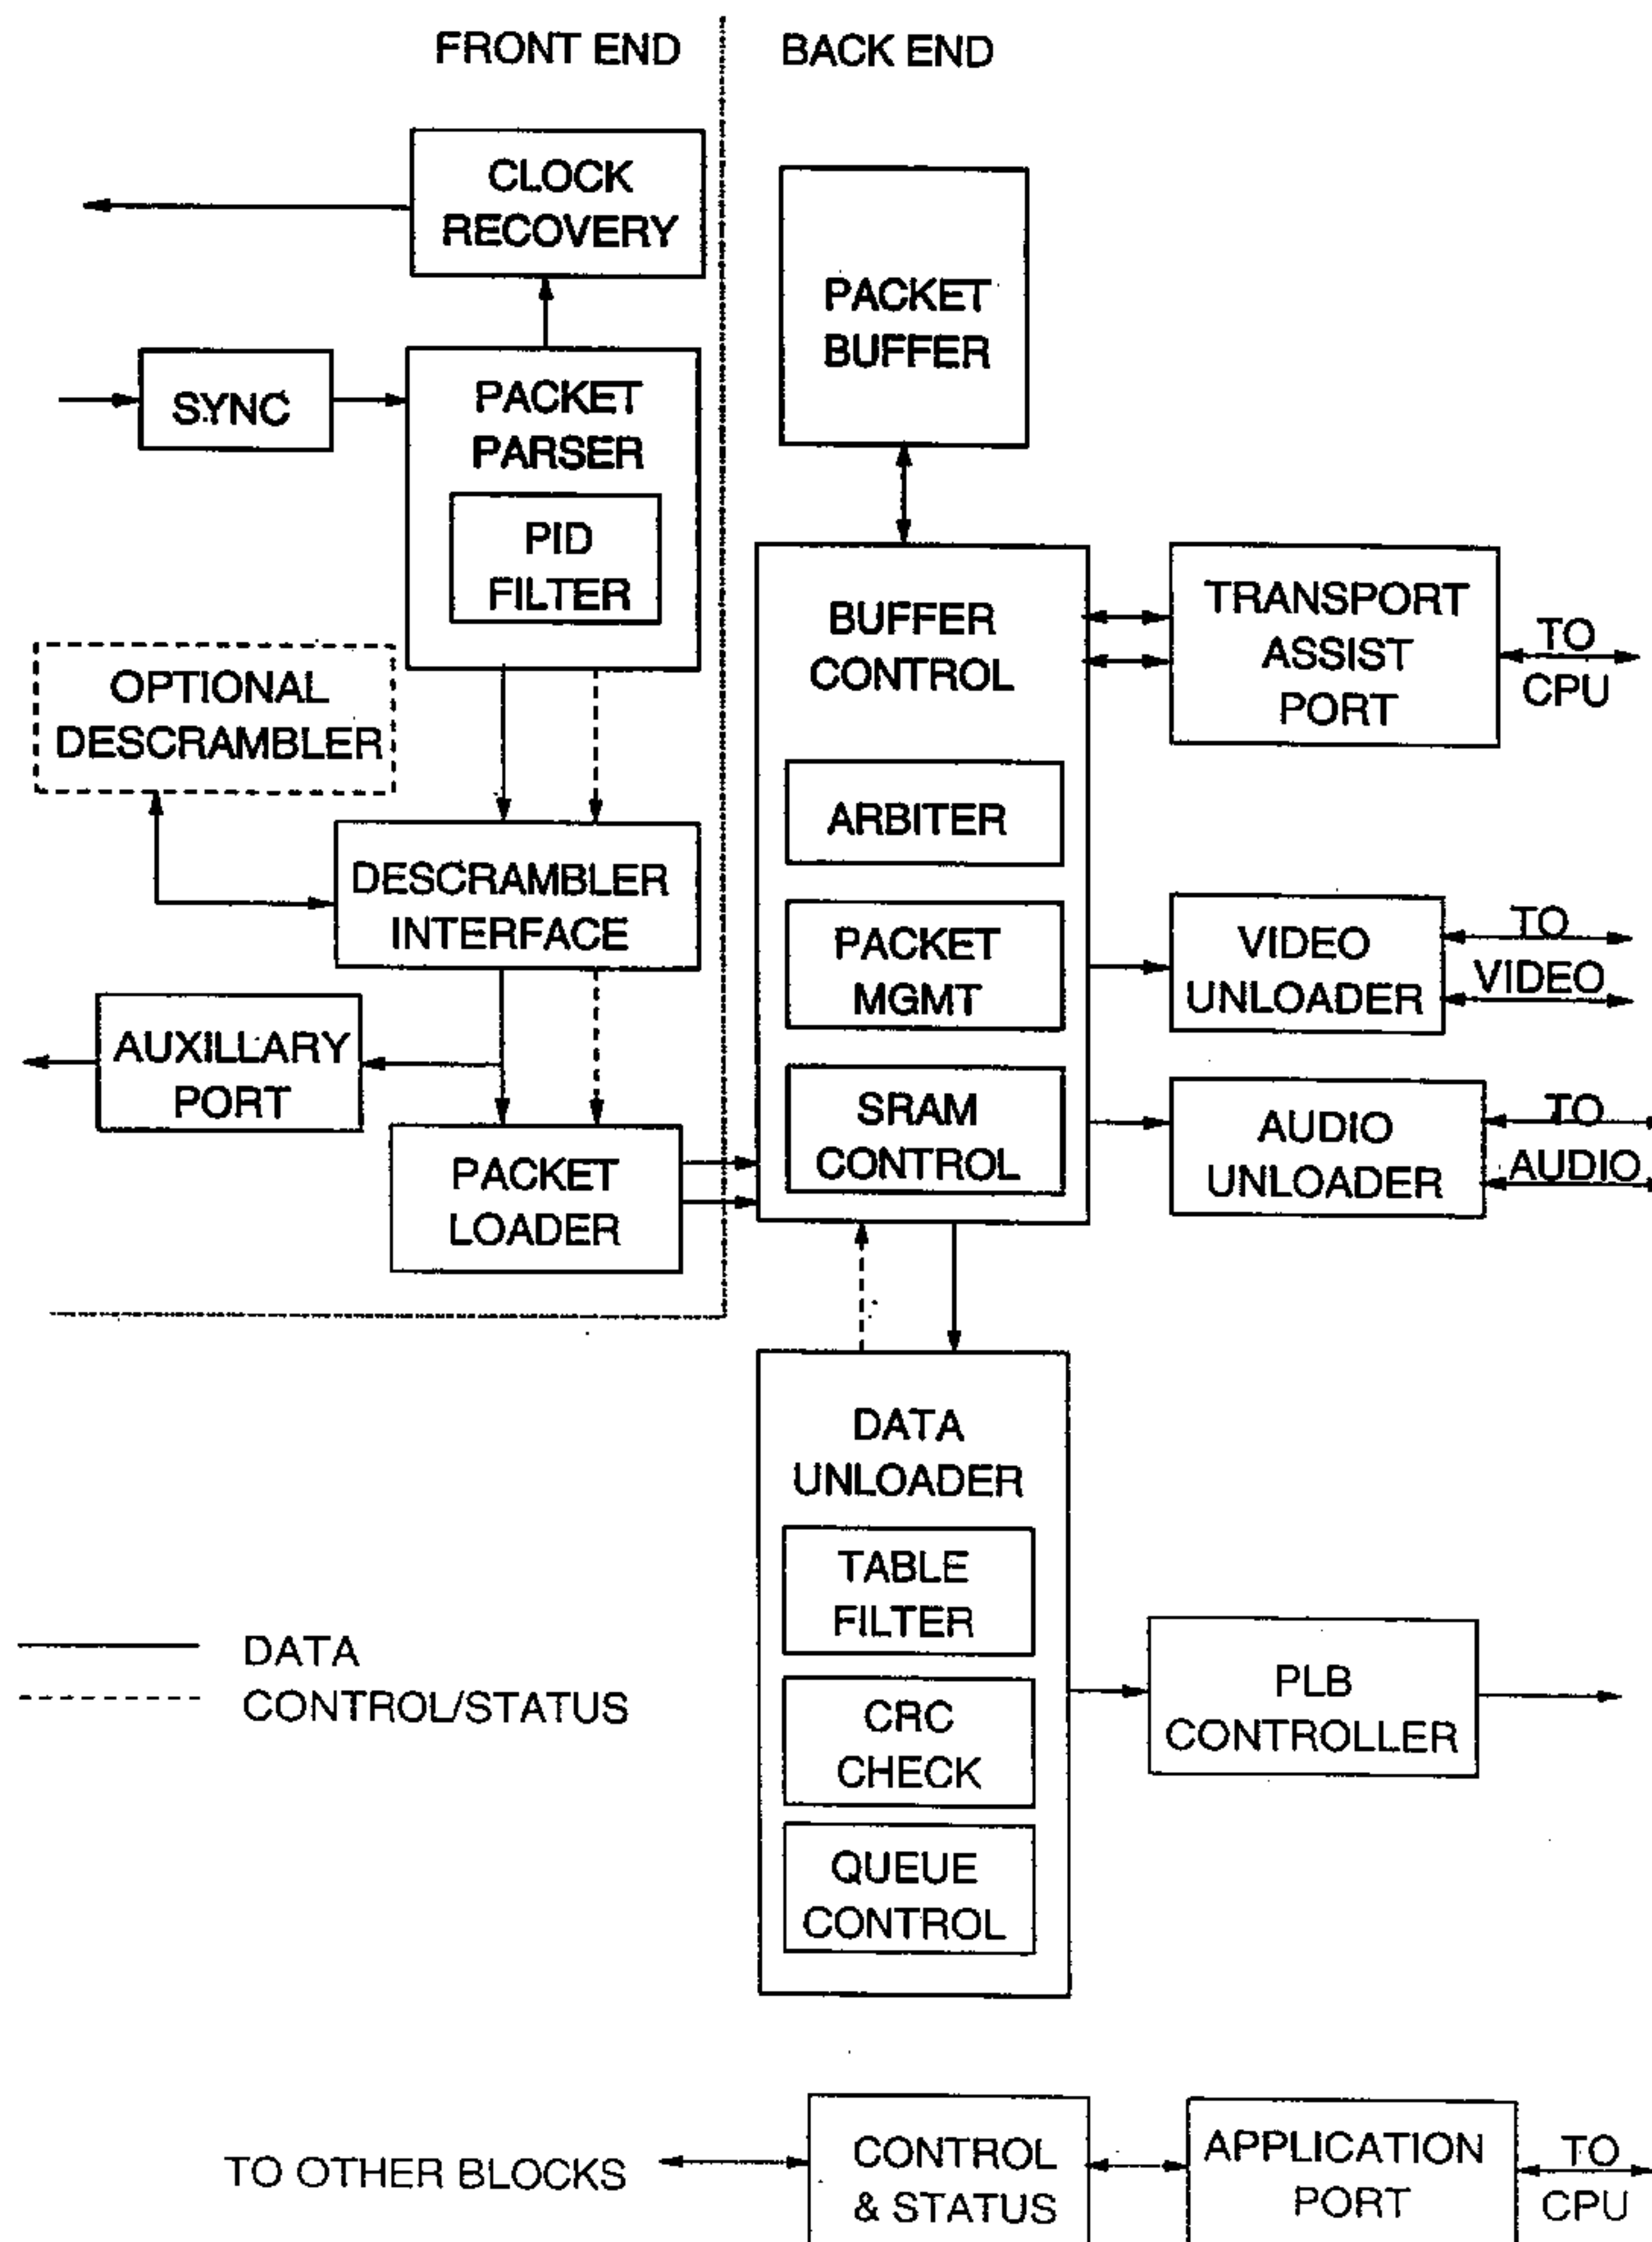 FRONT END
BACK END
CLOCK
RECOVERY
PACKET
BUFFER
SYNC
PACKET
PARSER
PID
FILTER
OPTIONAL
DESCRAMBLER
BUFFER
CONTROL
TRANSPORT
ASSIST
PORT
TO
CPU
ARBITER
DESCRAMBLER
INTERFACE
PACKET
MGMT
VIDEO
UNLOADER
TO
VIDEO
AUXILLARY
PORT
SRAM
CONTROL
AUDIO
UNLOADER
TO
AUDIO
PACKET
LOADER
DATA
UNLOADER
TABLE
FILTER
DATA
CONTROL/STATUS
CRC
CHECK
PLB
CONTROLLER
QUEUE
CONTROL
TO OTHER BLOCKS
CONTROL
& STATUS
APPLICATION
PORT
TO
CPU